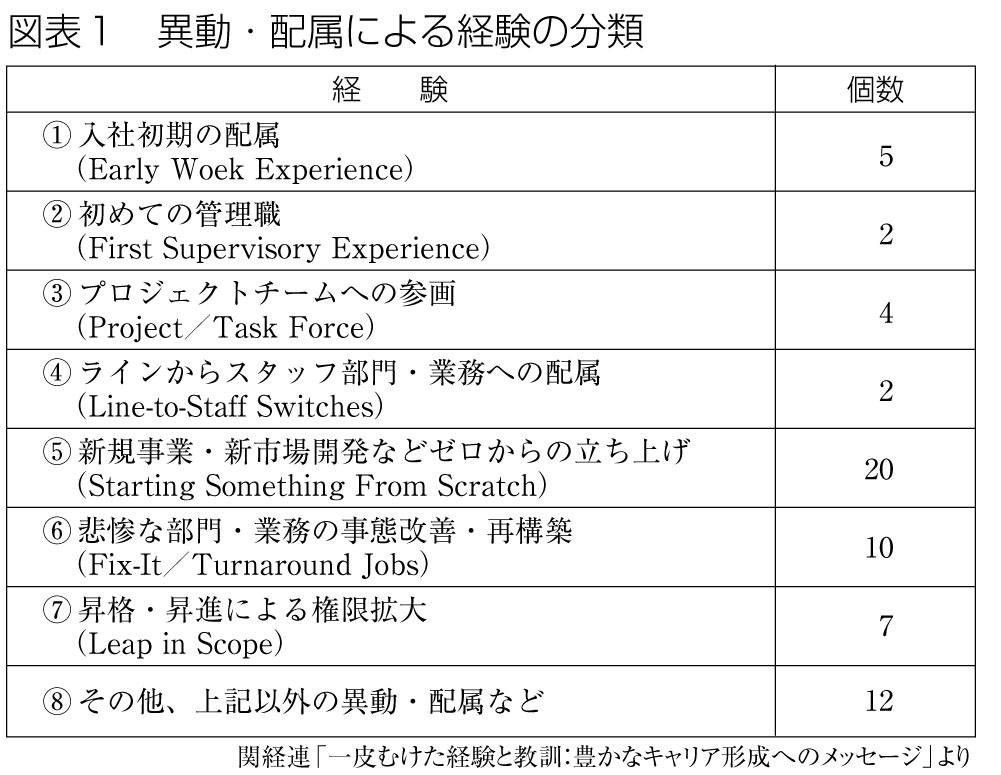 図表1　異動・配属による経験の分類
経　験　個数
①入社初期の配属
(Early Woek Experience)　5
②初めての管理職
(First Supervisory Experience)　2
③プロジェクトチームへの参画
(Project／Task Force)　4
④ラインからスタッフ部門・業務への配属
(Line-to-Staff Switches)　2
⑤新規事業・新市場開発などゼロからの立ち上げ
(Starting Something From Scratch)　20
⑥悲惨な部門・業務の事態改善・再構築
(Fix-It／Turnaround Jobs)　10
⑦昇格・昇進による権限拡大
(Leap in Scope)　7
⑧その他、上記以外の異動・配属など　12
関経連「一皮むけた経験と教訓:豊かなキャリア形成へのメッセージ」より